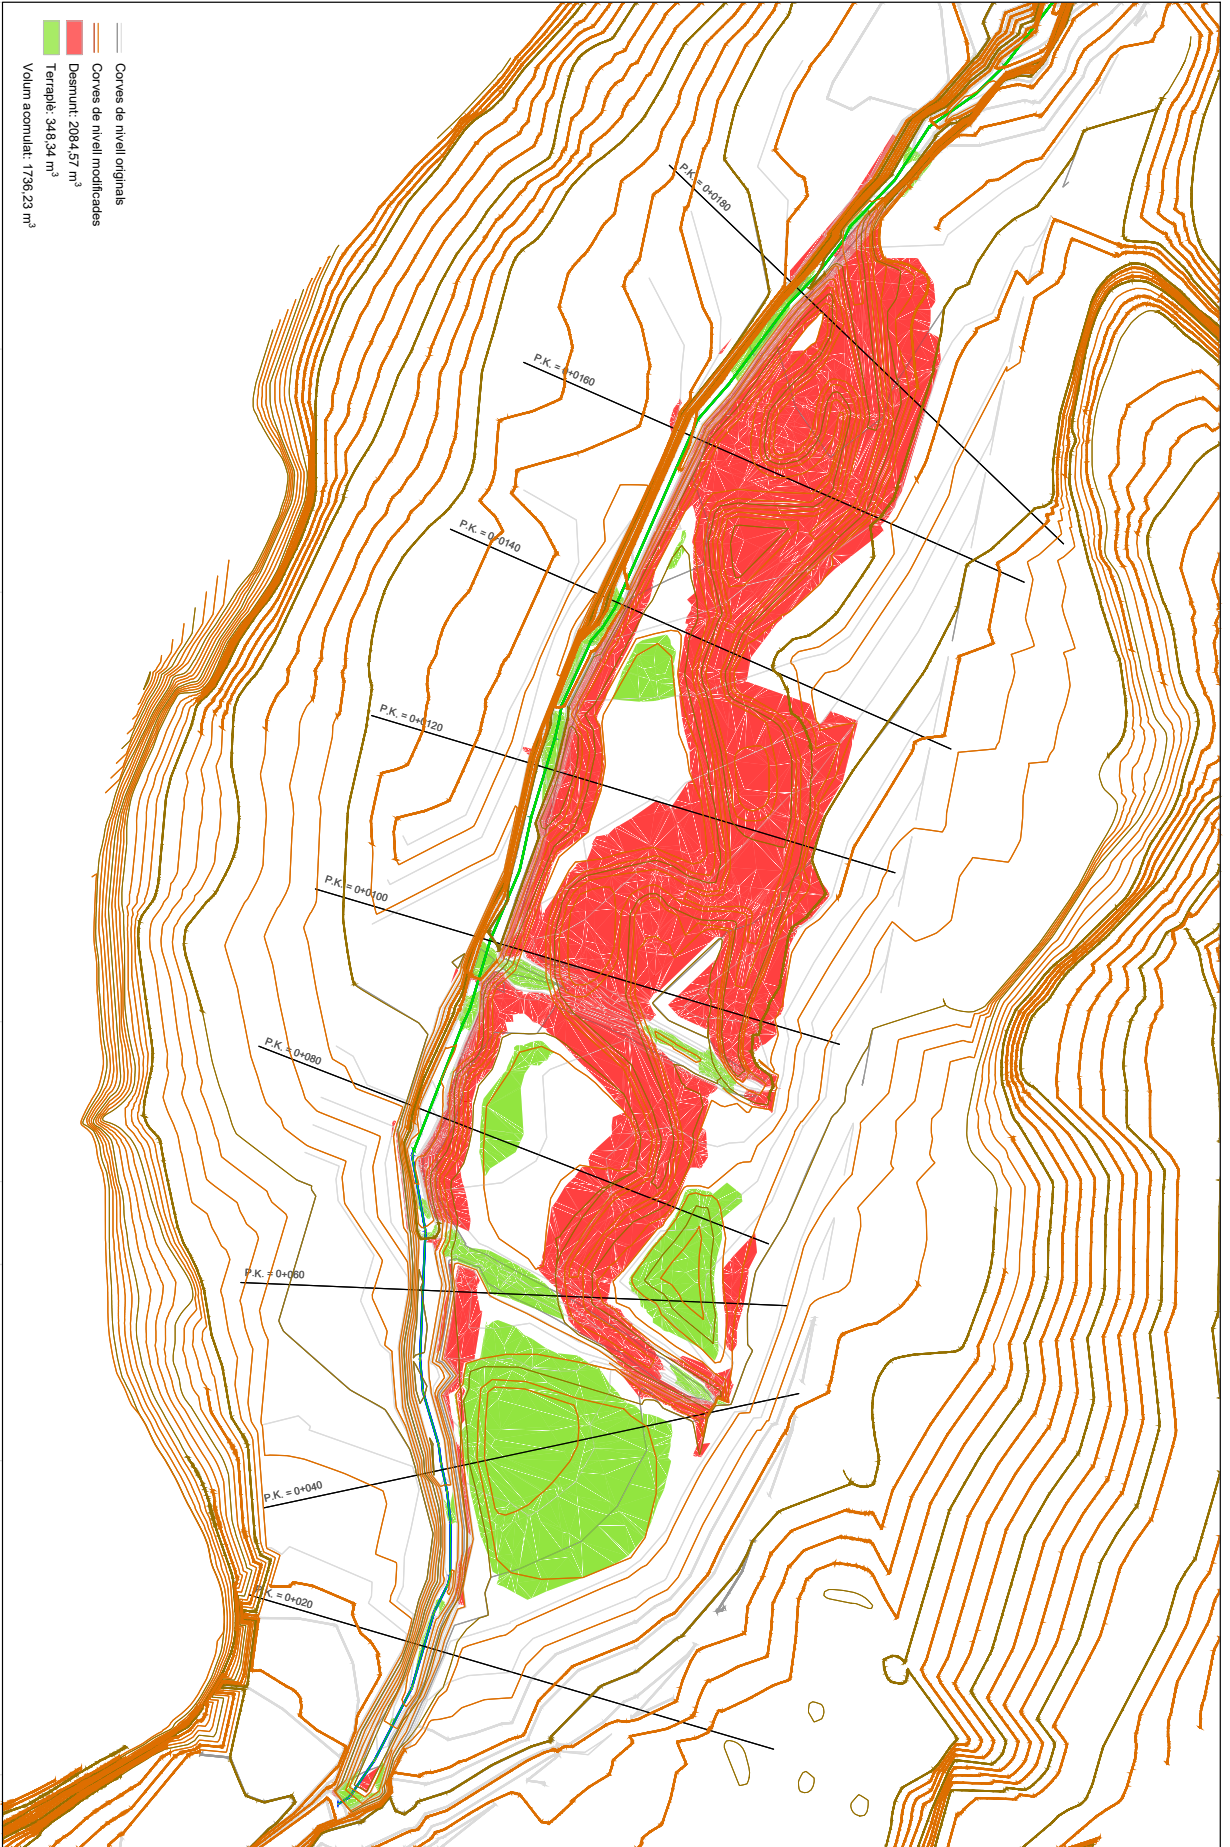 Corves de nivell originals
Corves de nivell modificades
Desmunt: 2084,57 m³
Terraplè: 348,34 m³
Volum acomulat: 1736,23 m³
P.K. = 0+0180
P.K. = 0+0160
P.K. = 0+0140
P.K. = 0+0120
P.K. = 0+0100
P.K. = 0+080
P.K. = 0+060
P.K. = 0+040
P.K. = 0+020